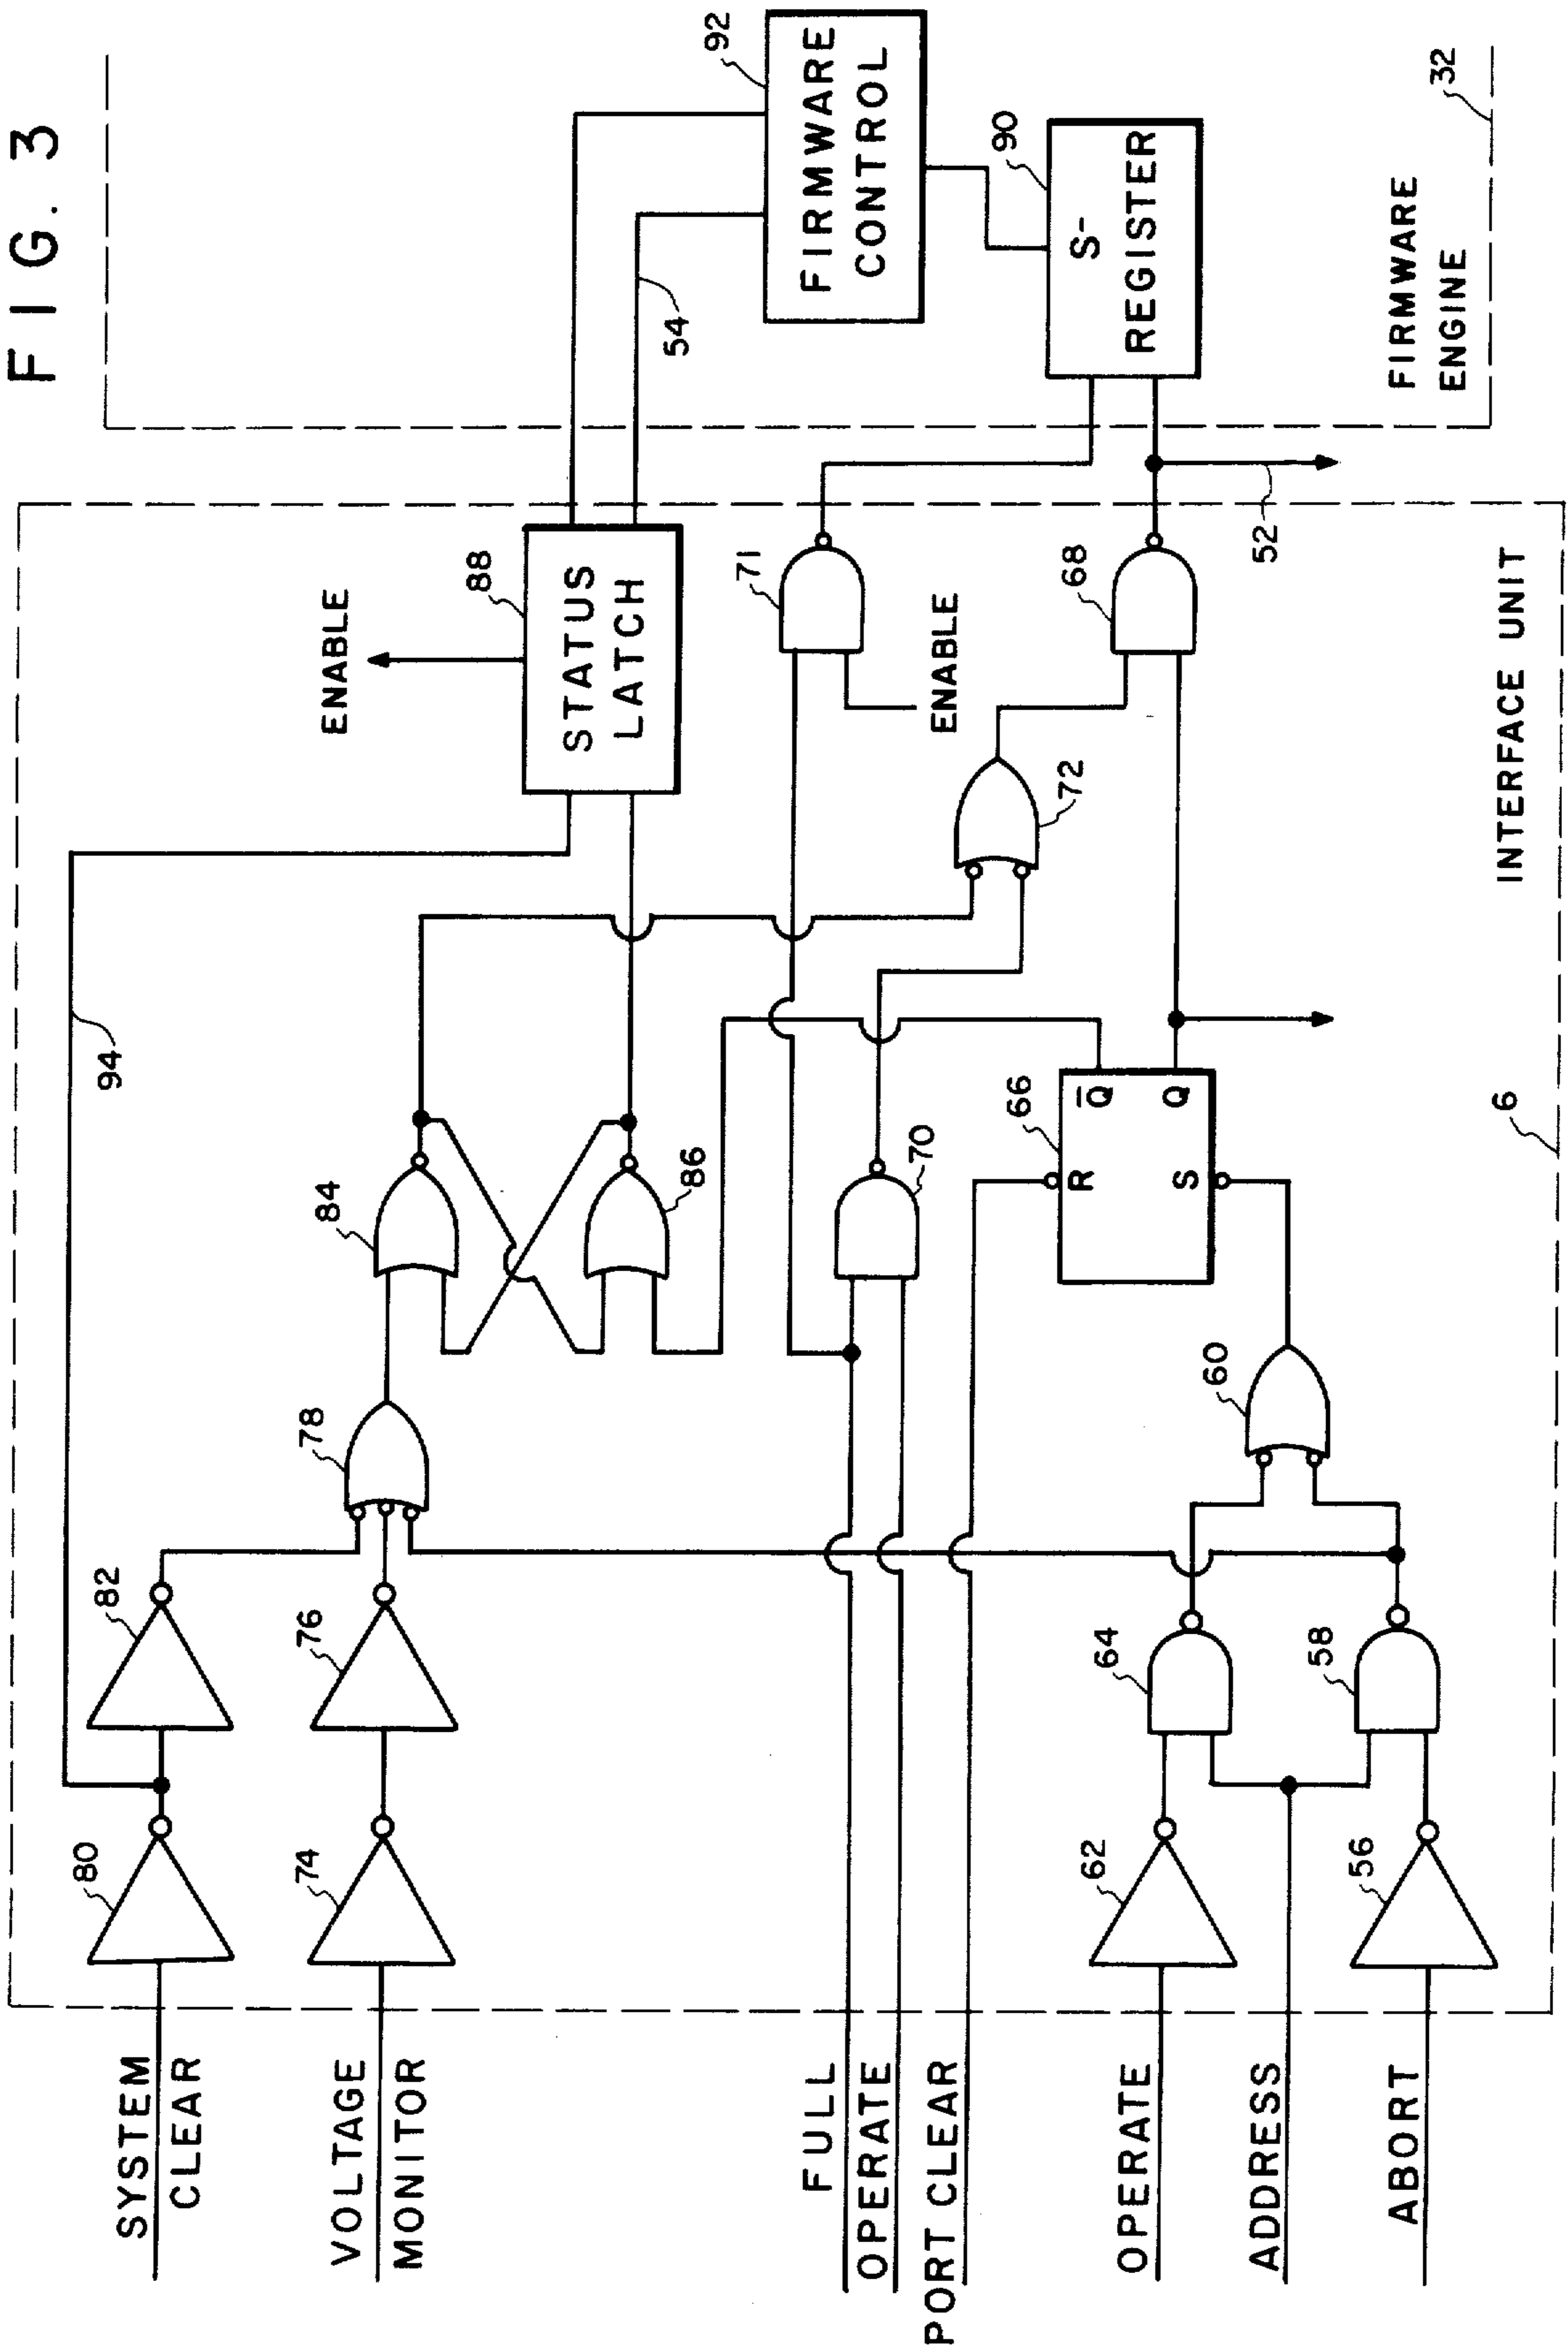 FIG. 3
SYSTEM
CLEAR
80
82
94
VOLTAGE
MONITOR
74
76
78
84
86
ENABLE
88
STATUS
LATCH
54
92
FIRMWARE
CONTROL
FULL
OPERATE
PORT CLEAR
70
71
ENABLE
72
66
R
Q̅
S
Q
68
52
90
S-
REGISTER
OPERATE
62
64
60
ADDRESS
ABORT
56
58
6
INTERFACE UNIT
FIRMWARE
ENGINE
32